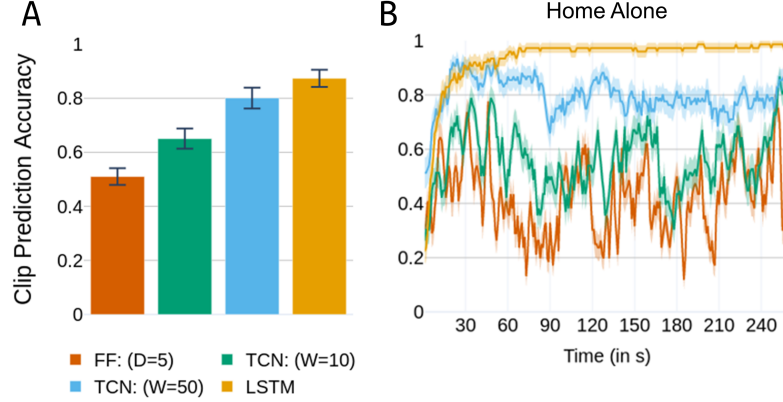 A
Clip Prediction Accuracy
1
0.8
0.6
0.4
0.2
0
FF: (D=5)
TCN: (W=10)
TCN: (W=50)
LSTM
B
Home Alone
1
0.8
0.6
0.4
0.2
0
30 60 90 120 150 180 210 240
Time (in s)